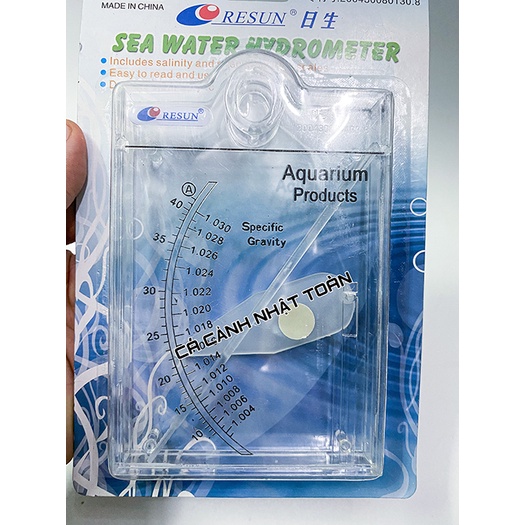 MADE IN CHINA
RESUN® 日生
SEA WATER HYDROMETER
Includes salinity and
Easy to read and us
RESUN®
Aquarium
Products
A
Specific
Gravity
40
35
30
25
20
15
10
1.030
1.028
1.026
1.024
1.022
1.020
1.018
1.014
1.012
1.010
1.008
1.006
1.004
CÁ CẢNH NHẬT TOÀN